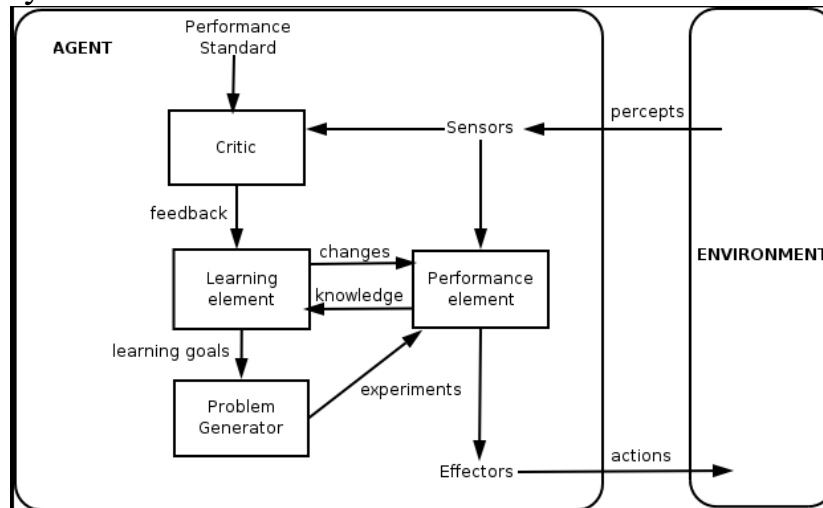 y
AGENT
Performance
Standard
percepts
Sensors
Critic
feedback
changes
ENVIRONMENT
Learning
element
Performance
element
knowledge
learning goals
experiments
Problem
Generator
Effectors
actions